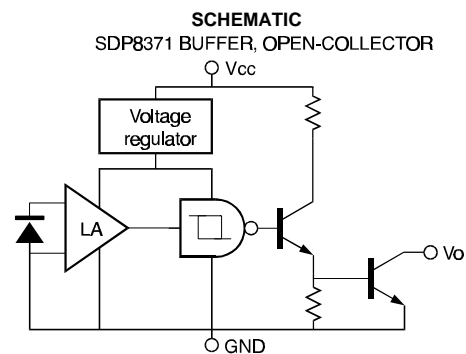 SCHEMATIC
SDP8371 BUFFER, OPEN-COLLECTOR
Vcc
Voltage
regulator
LA
Vo
GND